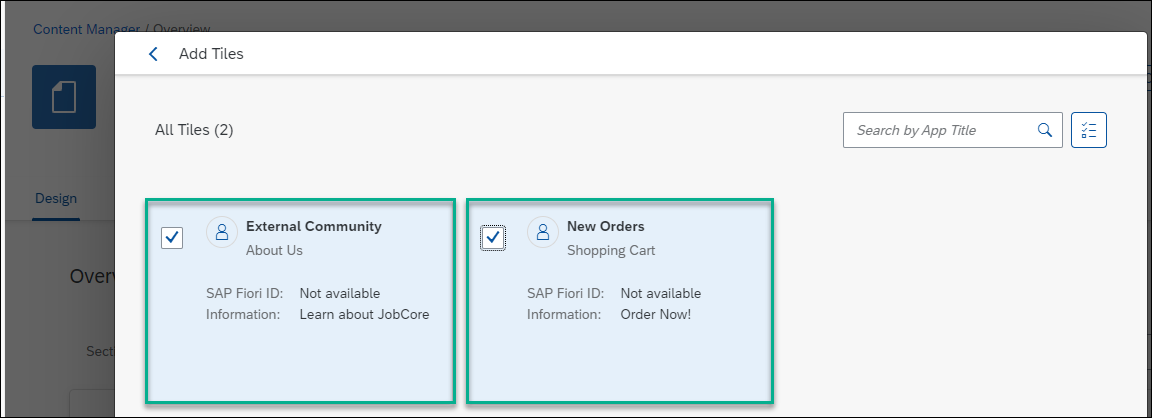 Content Manager / Overview
Add Tiles
All Tiles (2)
Search by App Title
Design
External Community
About Us
SAP Fiori ID: Not available
Information: Learn about JobCore
New Orders
Shopping Cart
SAP Fiori ID: Not available
Information: Order Now!
Over
Secti